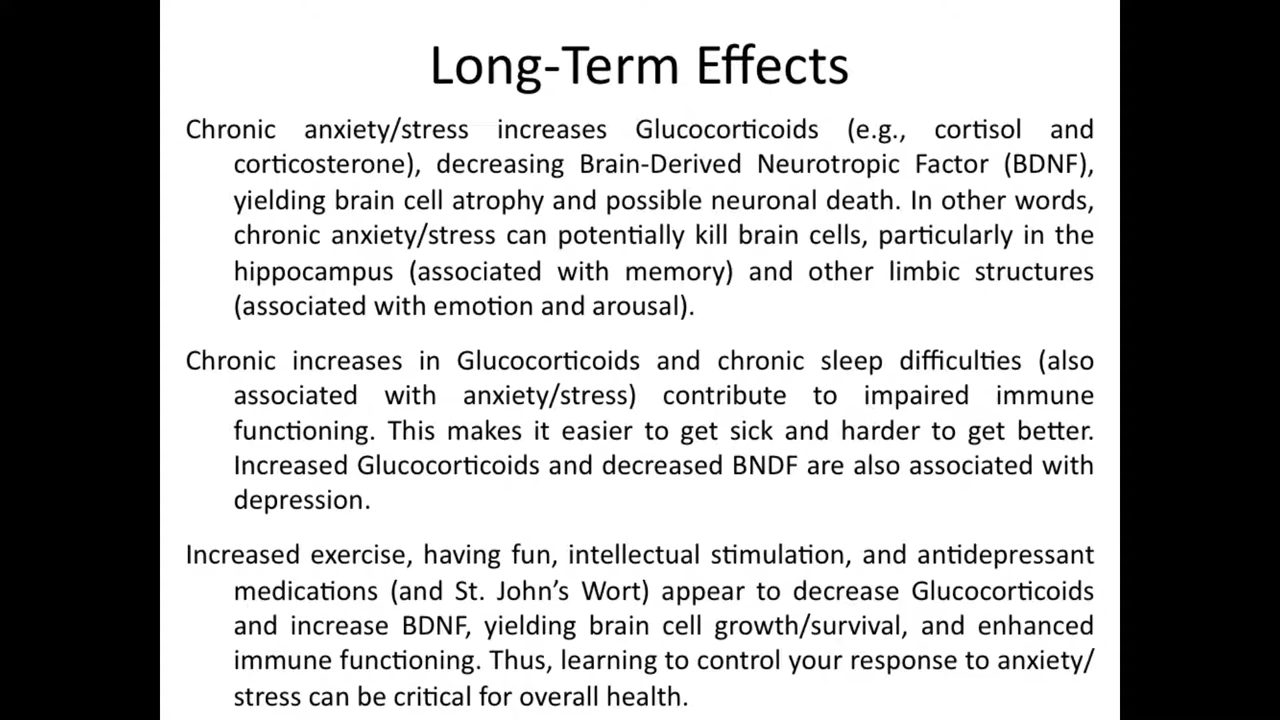 Long-Term Effects
Chronic anxiety/stress increases Glucocorticoids (e.g., cortisol and
corticosterone), decreasing Brain-Derived Neurotropic Factor (BDNF),
yielding brain cell atrophy and possible neuronal death. In other words,
chronic anxiety/stress can potentially kill brain cells, particularly in the
hippocampus (associated with memory) and other limbic structures
(associated with emotion and arousal).
Chronic increases in Glucocorticoids and chronic sleep difficulties (also
associated with anxiety/stress) contribute to impaired immune
functioning. This makes it easier to get sick and harder to get better.
Increased Glucocorticoids and decreased BNDF are also associated with
depression.
Increased exercise, having fun, intellectual stimulation, and antidepressant
medications (and St. John’s Wort) appear to decrease Glucocorticoids
and increase BDNF, yielding brain cell growth/survival, and enhanced
immune functioning. Thus, learning to control your response to anxiety/
stress can be critical for overall health.